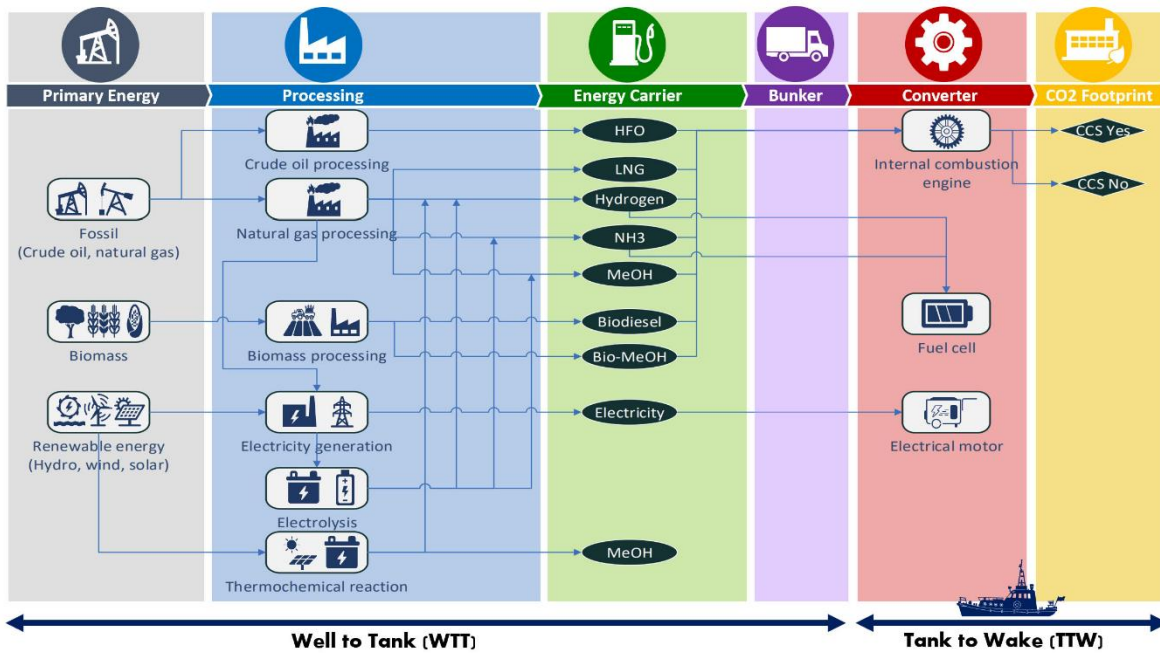 Primary Energy
Processing
Energy Carrier
Bunker
Converter
CO2 Footprint
HFO
CCS Yes
Crude oil processing
Internal combustion
engine
LNG
CCS No
Hydrogen
Fossil
(Crude oil, natural gas)
Natural gas processing
NH3
MeOH
Biomass
Biomass processing
Biodiesel
Bio-MeOH
Fuel cell
Renewable energy
(Hydro, wind, solar)
Electricity generation
Electricity
Electrical motor
Electrolysis
Thermochemical reaction
MeOH
Well to Tank (WTT)
Tank to Wake (TTW)